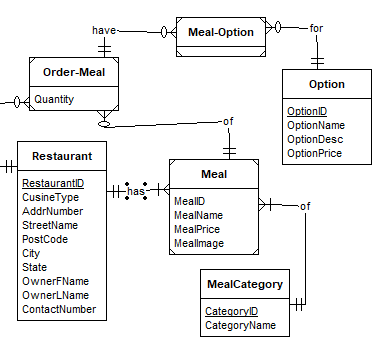 have
for
Meal-Option
Order-Meal
Quantity
Option
OptionID
OptionName
OptionDesc
OptionPrice
of
Restaurant
RestaurantID
CusineType
AddrNumber
StreetName
PostCode
City
State
OwnerFName
OwnerLName
ContactNumber
has
Meal
MealID
MealName
MealPrice
MealImage
of
MealCategory
CategoryID
CategoryName